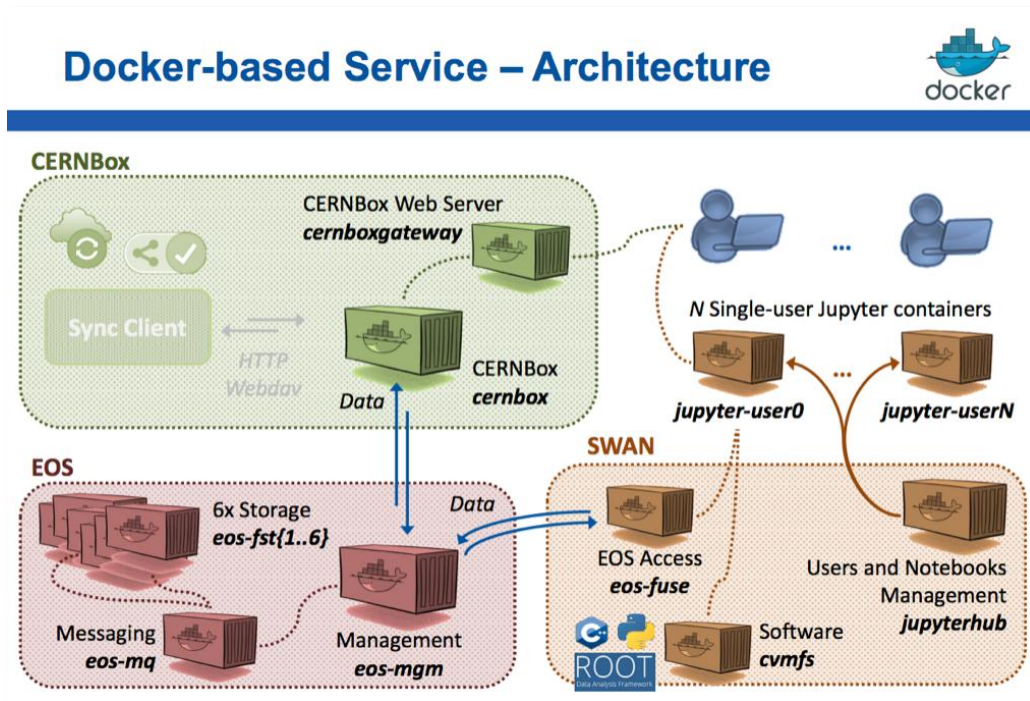 Docker-based Service – Architecture
docker
CERNBox
CERNBox Web Server
cernboxgateway
Sync Client
HTTP
Webdav
Data
CERNBox
cernbox
...
N Single-user Jupyter containers
...
jupyter-user0
jupyter-userN
EOS
6x Storage
eos-fst{1..6}
Data
Messaging
eos-mq
Management
eos-mgm
SWAN
EOS Access
eos-fuse
Users and Notebooks
Management
jupyterhub
C++
ROOT
Data Analysis Framework
Software
cvmfs